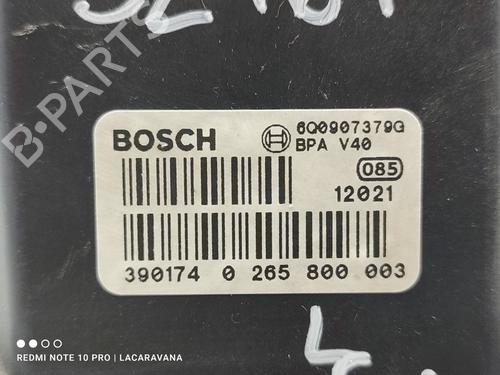 B-PARTS
BOSCH 6Q0907379G
BPA V40
085
12021
390174 0 265 800 003
REDMI NOTE 10 PRO | LACARAVANA